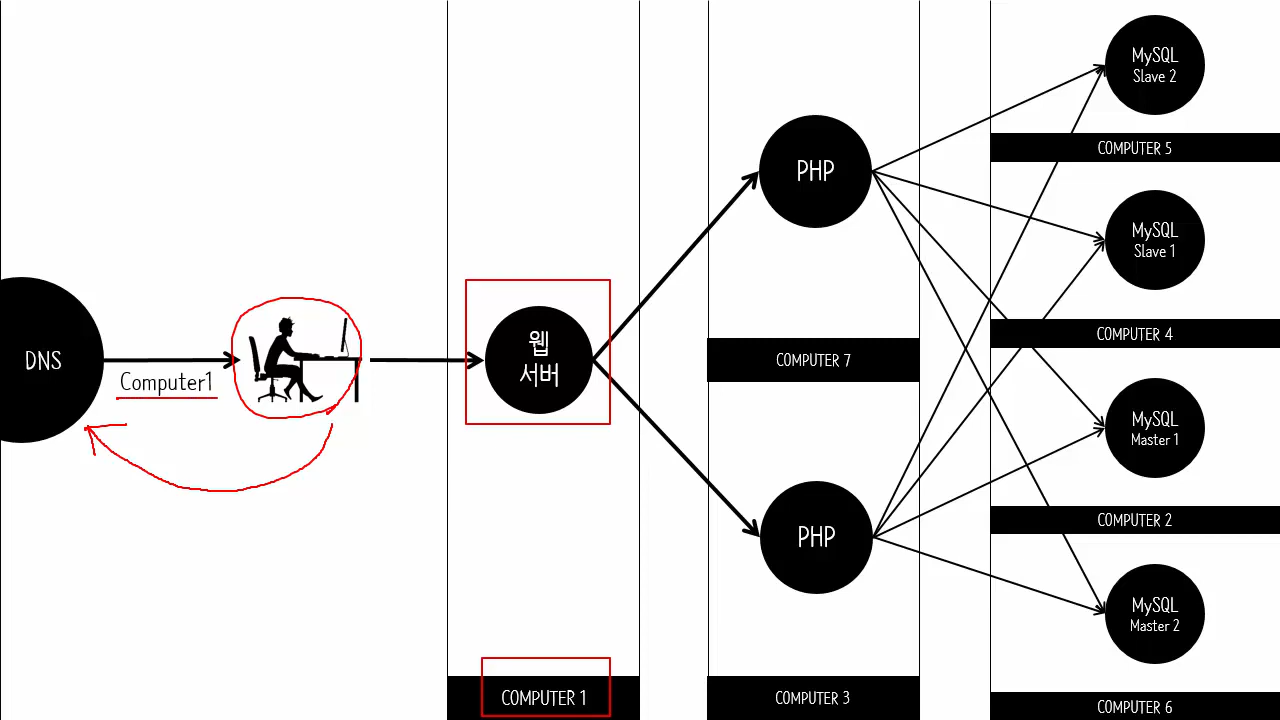 DNS
Computer1
웹
서버
COMPUTER 1
PHP
COMPUTER 7
PHP
COMPUTER 3
MySQL
Slave 2
COMPUTER 5
MySQL
Slave 1
COMPUTER 4
MySQL
Master 1
COMPUTER 2
MySQL
Master 2
COMPUTER 6